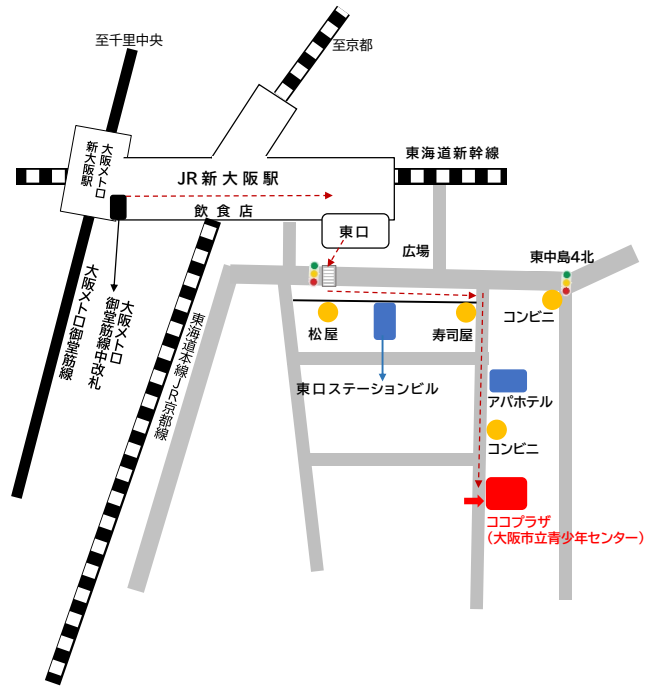 至千里中央
至京都
大阪メトロ
新大阪駅
東海道新幹線
JR新大阪駅
飲食店
東口
広場
東中島4北
大阪メトロ御堂筋線
大阪メトロ
御堂筋線中改札
東海道本線JR京都線
松屋
寿司屋
コンビニ
東口ステーションビル
アパホテル
コンビニ
ココプラザ
（大阪市立青少年センター）